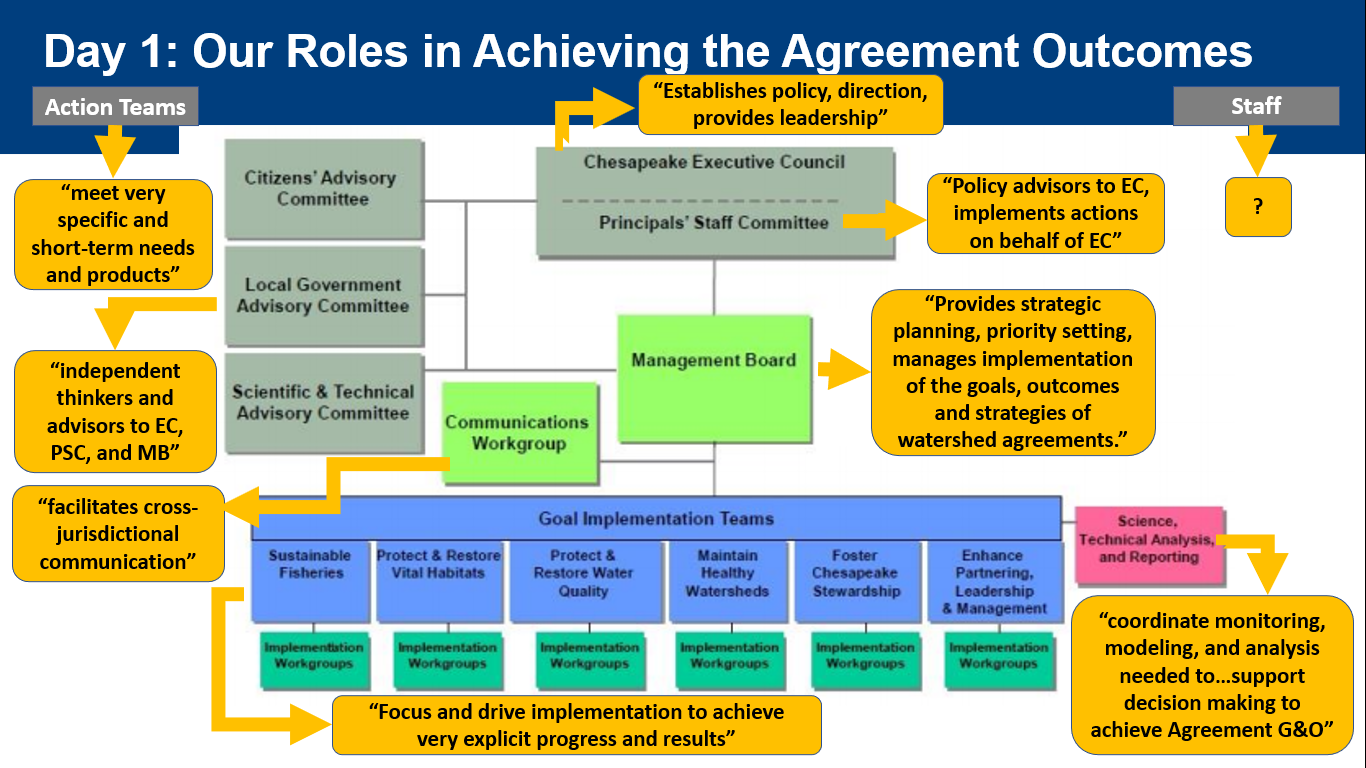 Day 1: Our Roles in Achieving the Agreement Outcomes
Action Teams
Staff
“Establishes policy, direction,
provides leadership”
“meet very
specific and
short-term needs
and products”
Citizens’ Advisory
Committee
Chesapeake Executive Council
Principals’ Staff Committee
“Policy advisors to EC,
implements actions
on behalf of EC”
?
Local Government
Advisory Committee
“independent
thinkers and
advisors to EC,
PSC, and MB”
Scientific & Technical
Advisory Committee
Management Board
“Provides strategic
planning, priority setting,
manages implementation
of the goals, outcomes
and strategies of
watershed agreements.”
Communications
Workgroup
“facilitates cross-
jurisdictional
communication”
Goal Implementation Teams
Science,
Technical Analysis,
and Reporting
Sustainable
Fisheries
Protect & Restore
Vital Habitats
Protect &
Restore Water
Quality
Maintain
Healthy
Watersheds
Foster
Chesapeake
Stewardship
Enhance
Partnering,
Leadership
& Management
Implementation
Workgroups
Implementation
Workgroups
Implementation
Workgroups
Implementation
Workgroups
Implementation
Workgroups
Implementation
Workgroups
“coordinate monitoring,
modeling, and analysis
needed to…support
decision making to
achieve Agreement G&O”
“Focus and drive implementation to achieve
very explicit progress and results”